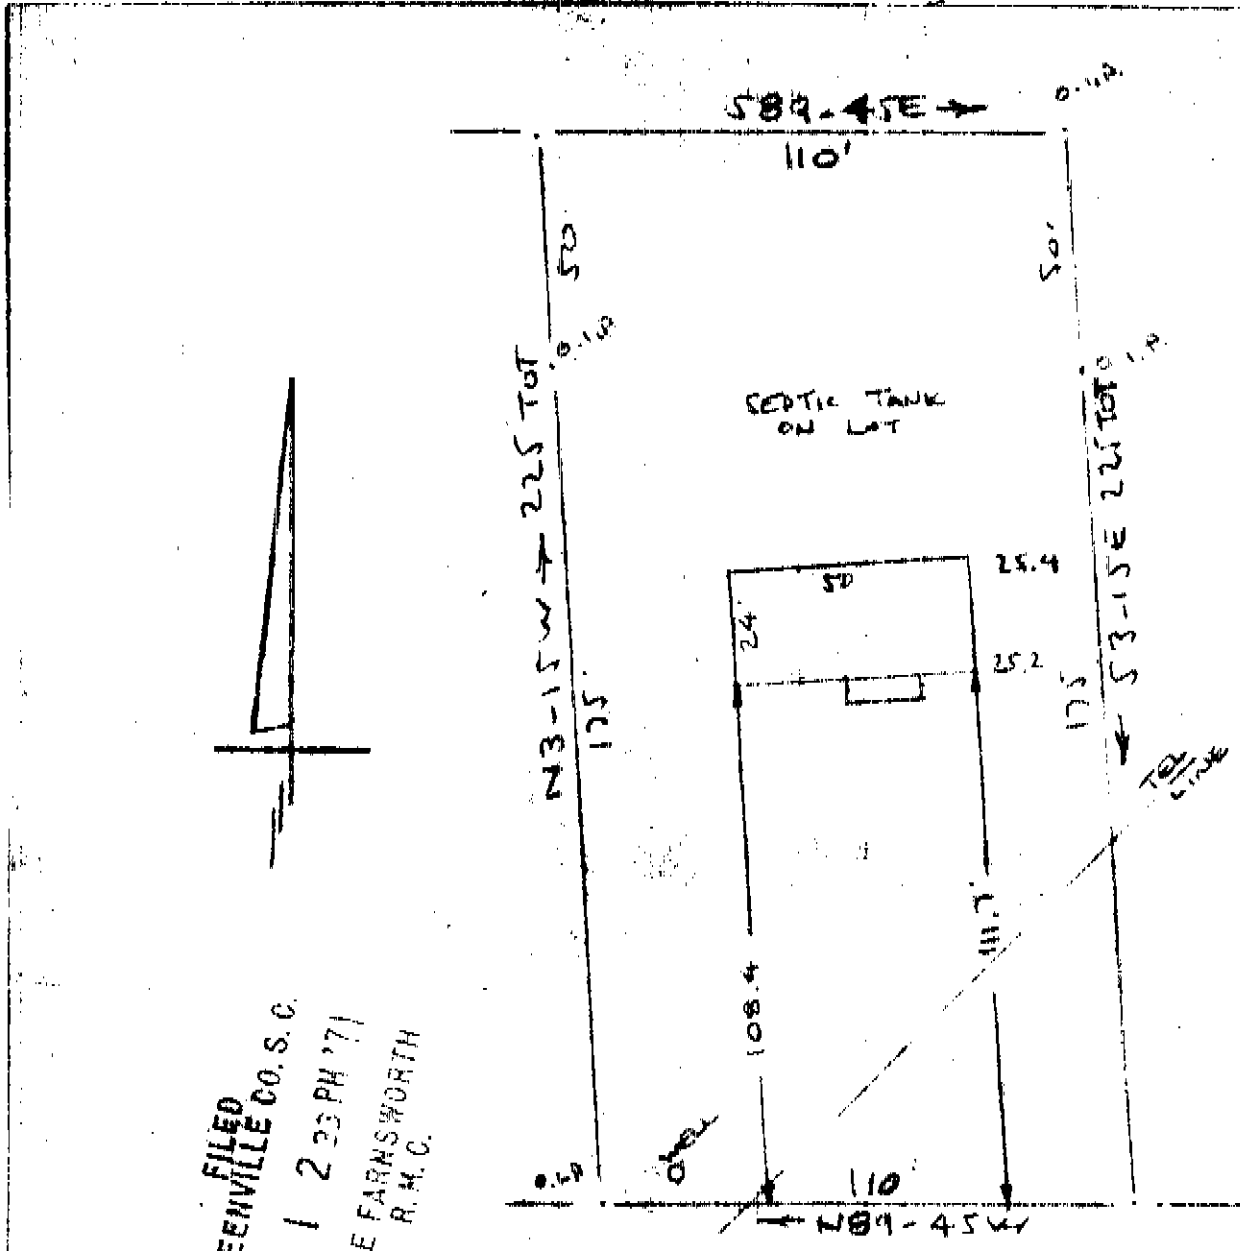 S89-45E
O.I.P.
110'
50
50'
O.I.P.
O I.P.
SEPTIC TANK
ON LOT
N3-15W 225 TOT
S3-15E 225 TOT
50
25.4
24'
25.2
175'
175'
TEL
LINE
108.4
111.7'
O.I.P
110'
N89-45W
FILED
EENVILLE CO. S. C.
1 2 23 PM '71
E FARNSWORTH
R. M. C.